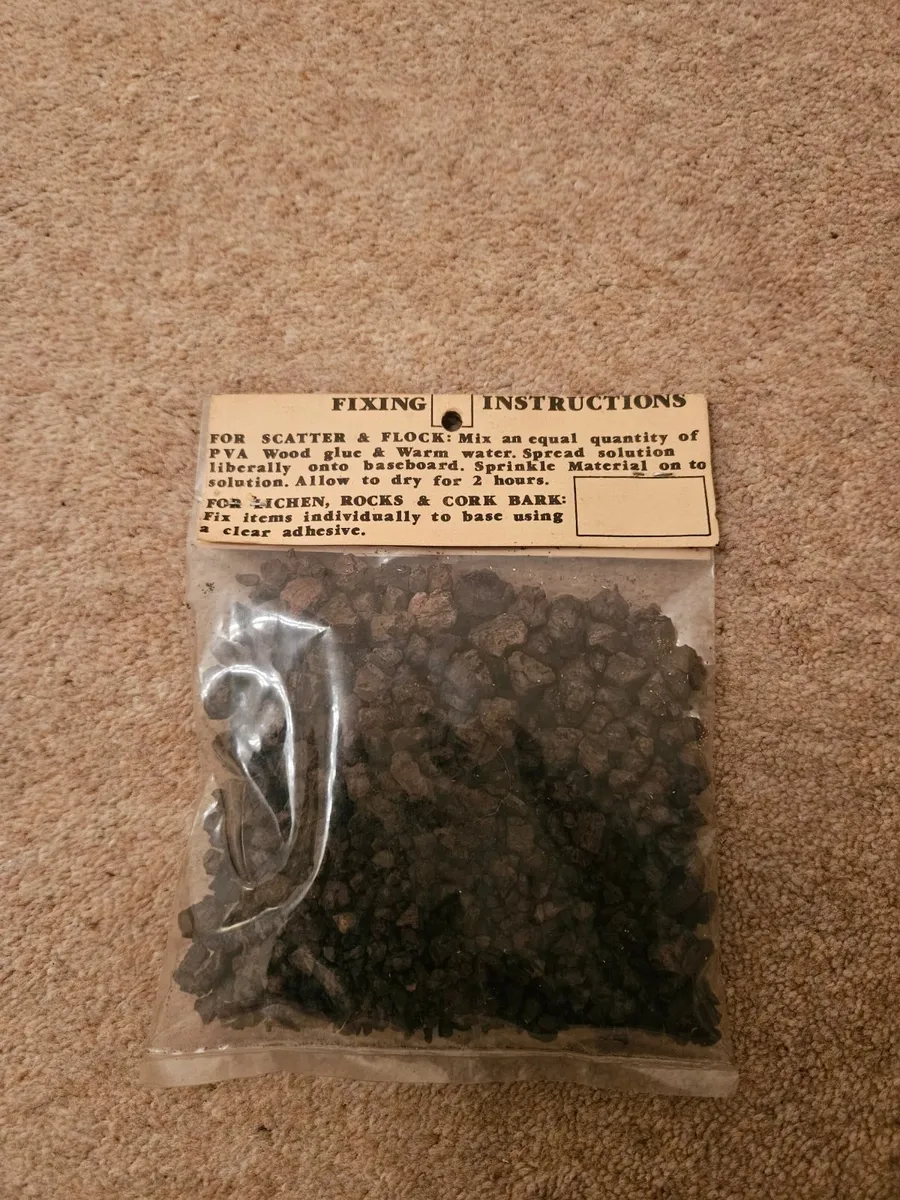 FIXING INSTRUCTIONS
FOR SCATTER & FLOCK: Mix an equal quantity of
PVA Wood glue & Warm water. Spread solution
liberally onto baseboard. Sprinkle Material on to
solution. Allow to dry for 2 hours.
FOR LICHEN, ROCKS & CORK BARK:
Fix items individually to base using
a clear adhesive.